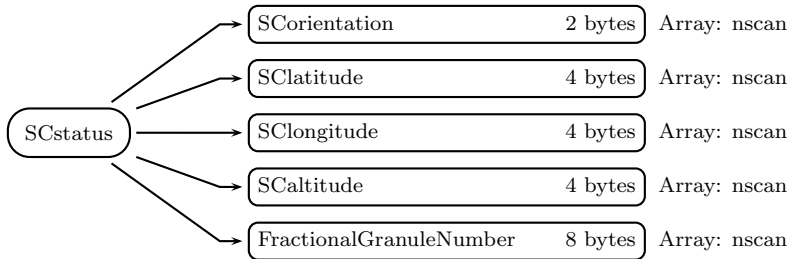 SCorientation 2 bytes Array: nscan
SClatitude 4 bytes Array: nscan
SCstatus SClongitude 4 bytes Array: nscan
SCaltitude 4 bytes Array: nscan
FractionalGranuleNumber 8 bytes Array: nscan